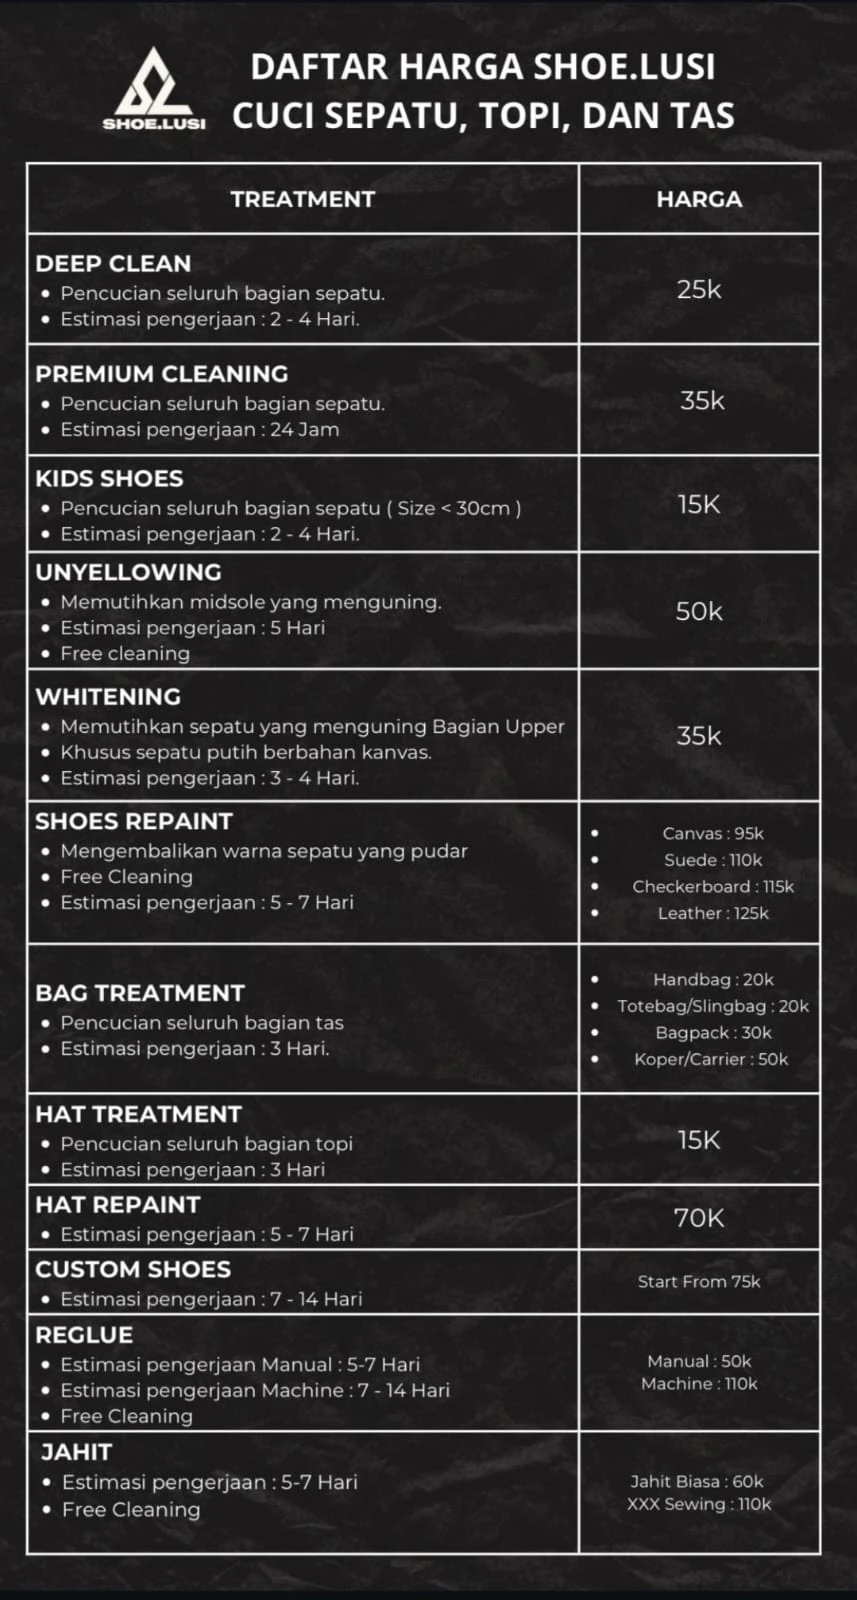 SHOE.LUSI
DAFTAR HARGA SHOE.LUSI
CUCI SEPATU, TOPI, DAN TAS
TREATMENT
HARGA
DEEP CLEAN
• Pencucian seluruh bagian sepatu.
• Estimasi pengerjaan : 2 - 4 Hari.
25k
PREMIUM CLEANING
• Pencucian seluruh bagian sepatu.
• Estimasi pengerjaan : 24 Jam
35k
KIDS SHOES
• Pencucian seluruh bagian sepatu ( Size < 30cm )
• Estimasi pengerjaan : 2 - 4 Hari.
15K
UNYELLOWING
• Memutihkan midsole yang menguning.
• Estimasi pengerjaan : 5 Hari
• Free cleaning
50k
WHITENING
• Memutihkan sepatu yang menguning Bagian Upper
• Khusus sepatu putih berbahan kanvas.
• Estimasi pengerjaan : 3 - 4 Hari.
35k
SHOES REPAINT
• Mengembalikan warna sepatu yang pudar
• Free Cleaning
• Estimasi pengerjaan : 5 - 7 Hari
• Canvas : 95k
• Suede : 110k
• Checkerboard : 115k
• Leather : 125k
BAG TREATMENT
• Pencucian seluruh bagian tas
• Estimasi pengerjaan : 3 Hari.
• Handbag : 20k
• Totebag/Slingbag : 20k
• Bagpack : 30k
• Koper/Carrier : 50k
HAT TREATMENT
• Pencucian seluruh bagian topi
• Estimasi pengerjaan : 3 Hari
15K
HAT REPAINT
• Estimasi pengerjaan : 5 - 7 Hari
70K
CUSTOM SHOES
• Estimasi pengerjaan : 7 - 14 Hari
Start From 75k
REGLUE
• Estimasi pengerjaan Manual : 5-7 Hari
• Estimasi pengerjaan Machine : 7 - 14 Hari
• Free Cleaning
Manual : 50k
Machine : 110k
JAHIT
• Estimasi pengerjaan : 5-7 Hari
• Free Cleaning
Jahit Biasa : 60k
XXX Sewing : 110k